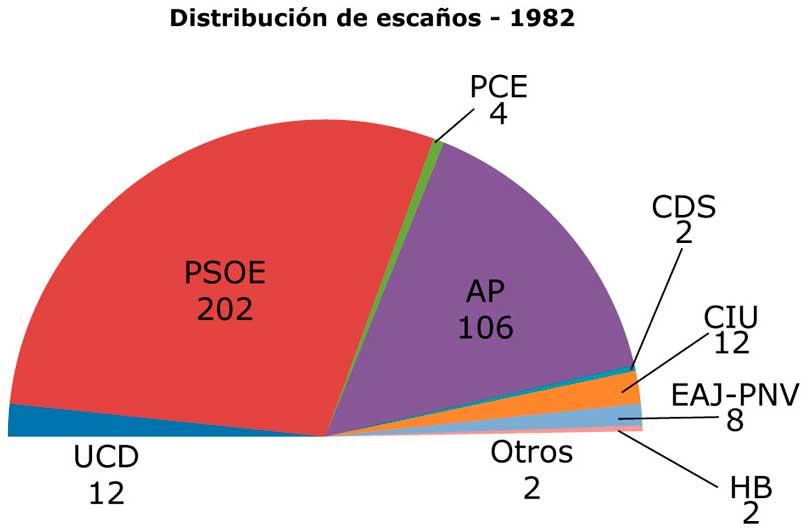 Distribución de escaños - 1982
PCE
4
CDS
2
PSOE
202
AP
106
CIU
12
EAJ-PNV
8
UCD
12
Otros
2
HB
2